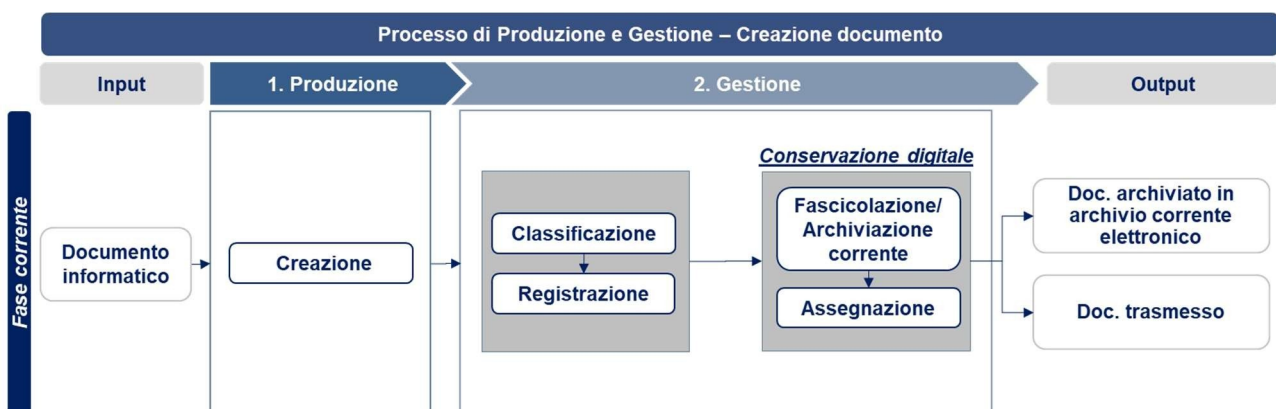 Processo di Produzione e Gestione – Creazione documento
Input
1. Produzione
2. Gestione
Output
Fase corrente
Documento
informatico
Creazione
Classificazione
Registrazione
Conservazione digitale
Fascicolazione/
Archiviazione
corrente
Assegnazione
Doc. archiviato in
archivio corrente
elettronico
Doc. trasmesso